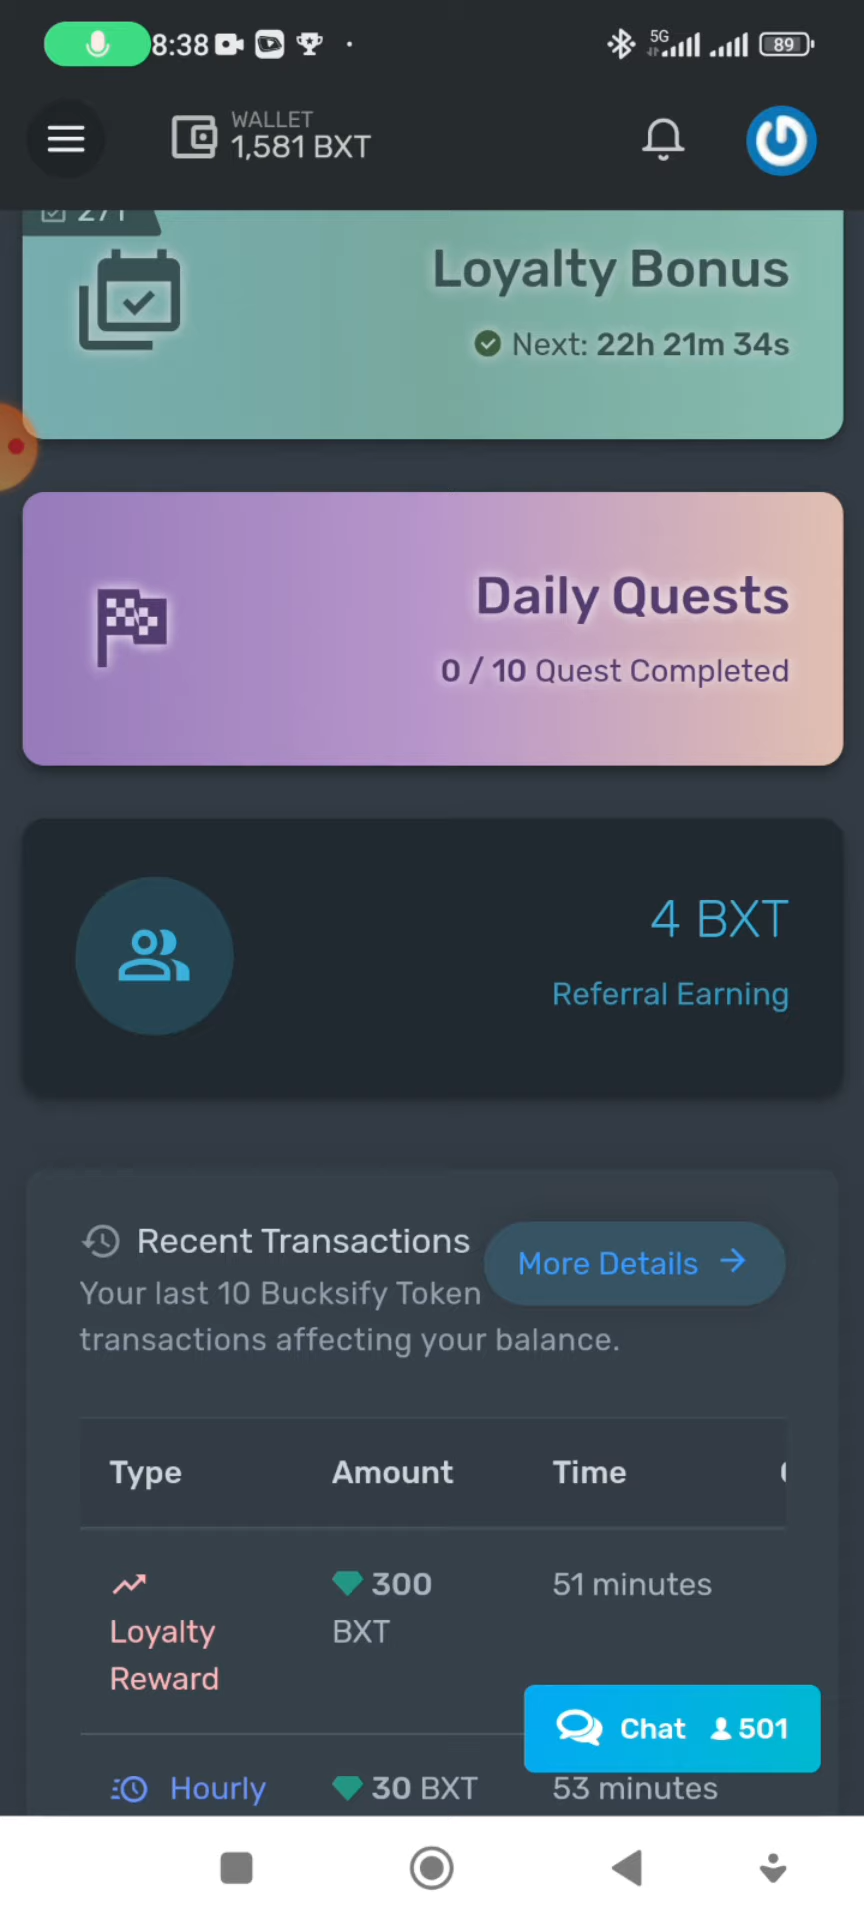 8:38
5G
89
WALLET
1,581 BXT
Loyalty Bonus
Next: 22h 21m 34s
Daily Quests
0 / 10 Quest Completed
4 BXT
Referral Earning
Recent Transactions
More Details
Your last 10 Bucksify Token
transactions affecting your balance.
Type Amount Time
300 51 minutes
Loyalty BXT
Reward
Chat 501
Hourly 30 BXT 53 minutes